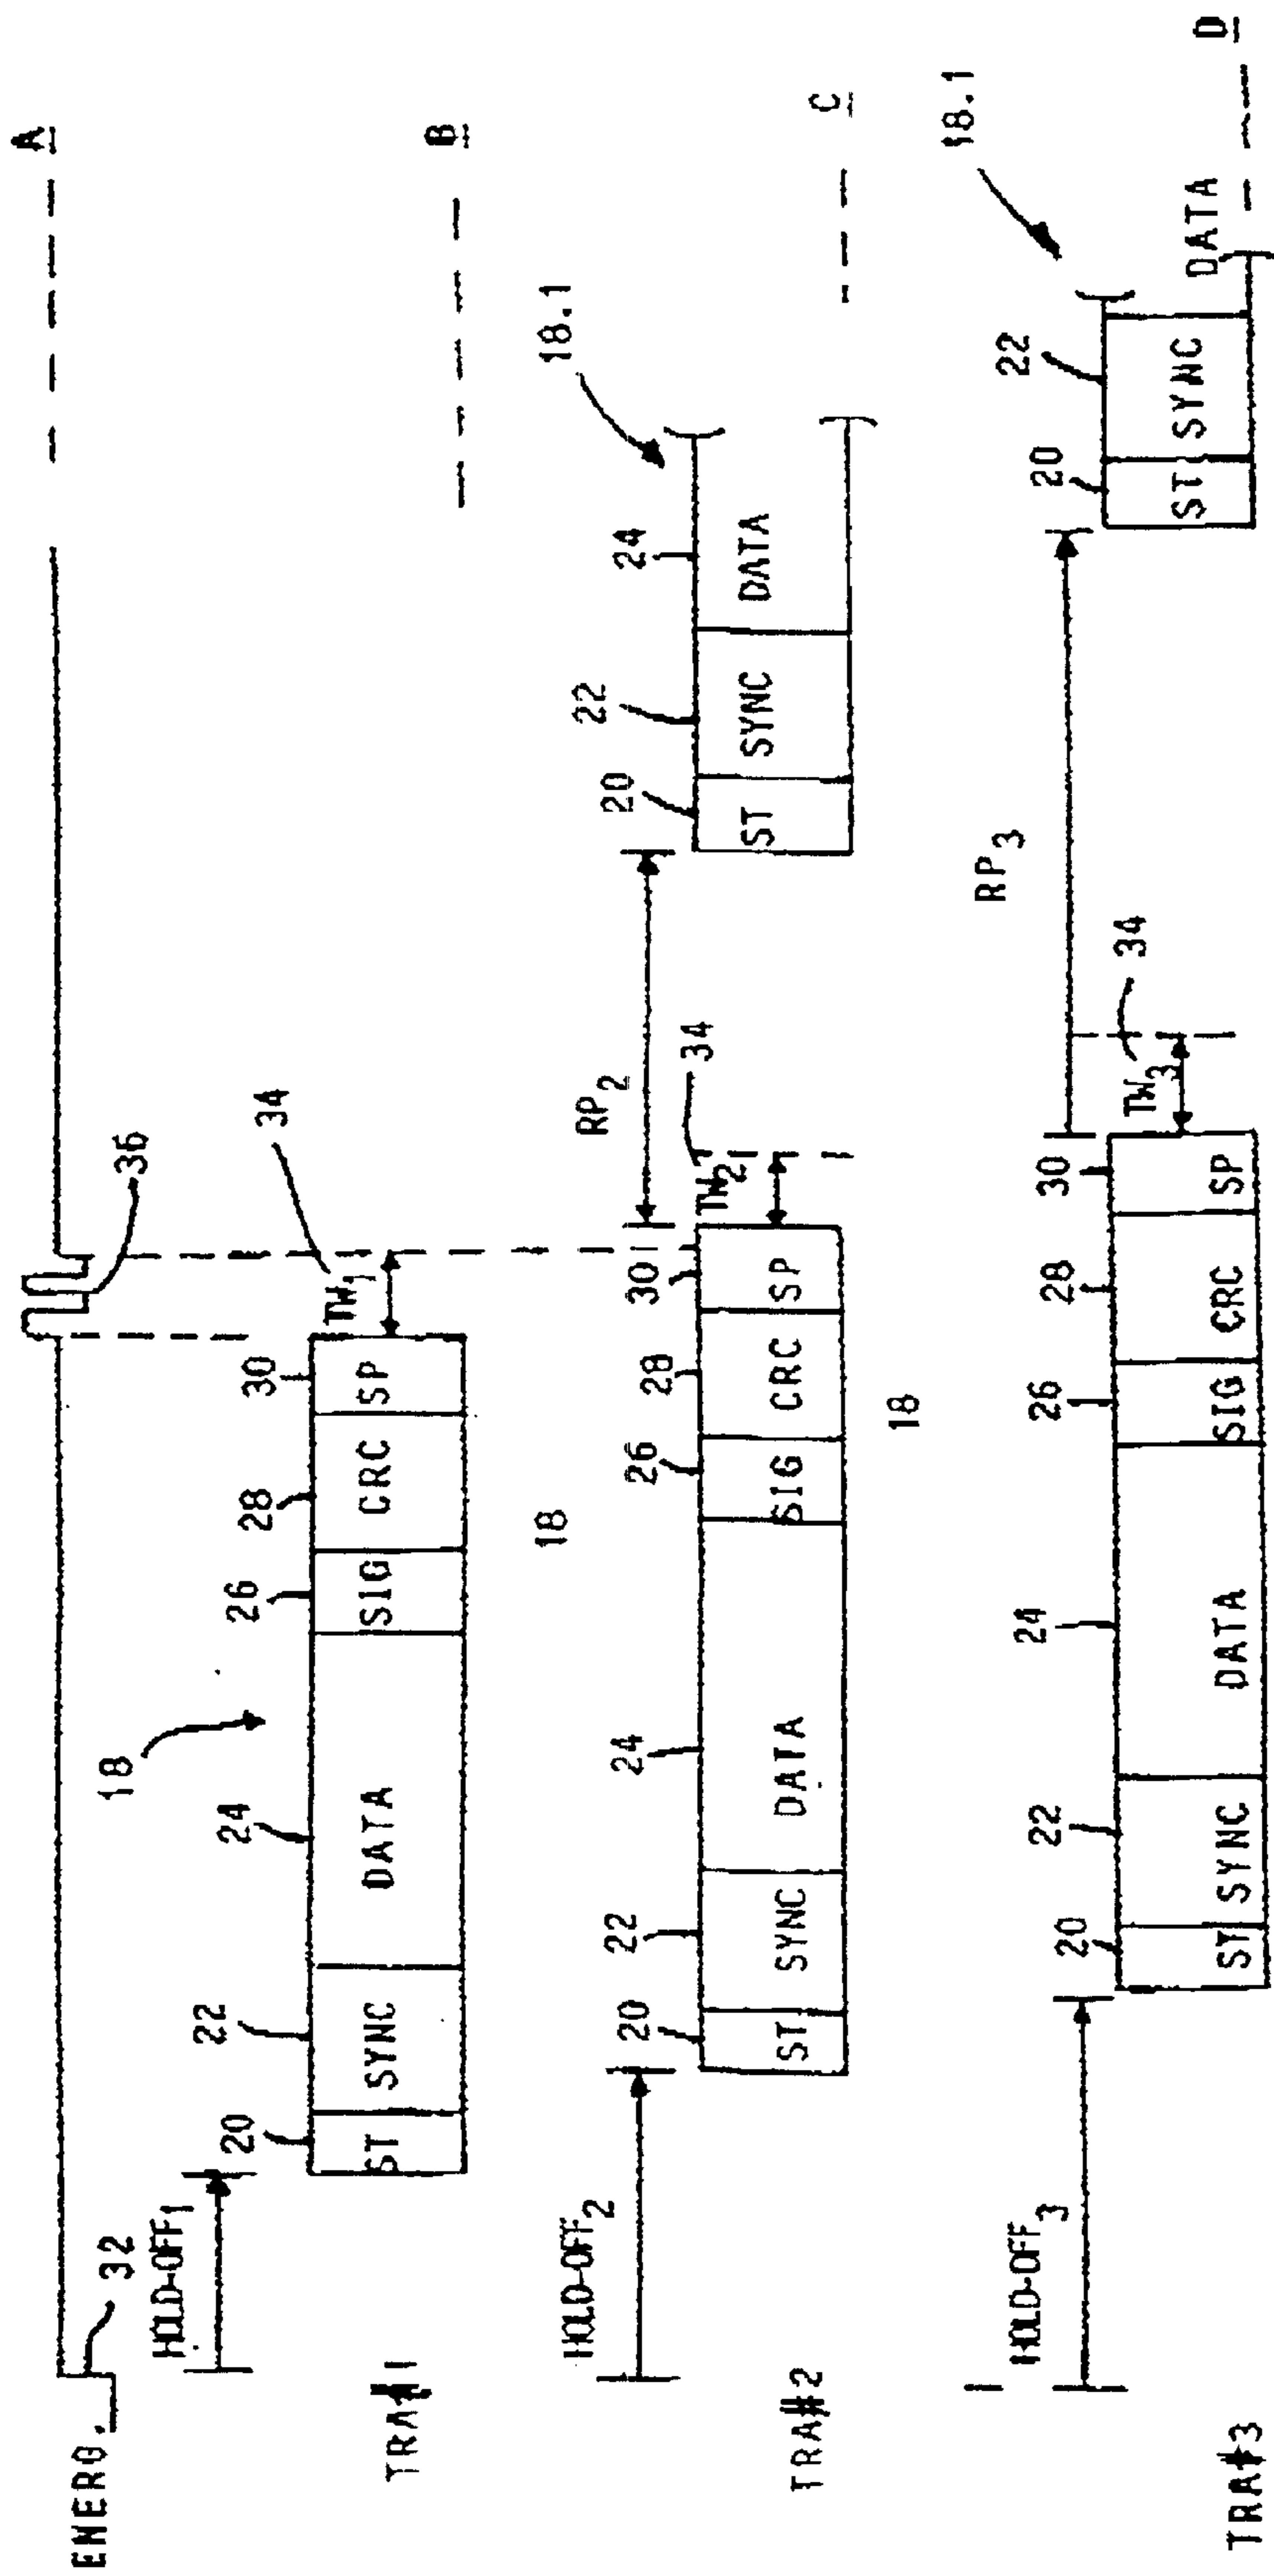 ENERG.
32
36
A
HOLD-OFF1
18
20
22
24
26
28
30
TW1
34
TRA#1
ST
SYNC
DATA
SIG
CRC
SP
B
18
HOLD-OFF2
20
22
24
26
28
30
TW2
34
RP2
20
22
24
18.1
TRA#2
ST
SYNC
DATA
SIG
CRC
SP
ST
SYNC
DATA
C
18
HOLD-OFF3
20
22
24
26
28
30
TW3
34
RP3
20
22
18.1
TRA#3
ST
SYNC
DATA
SIG
CRC
SP
ST
SYNC
DATA
D